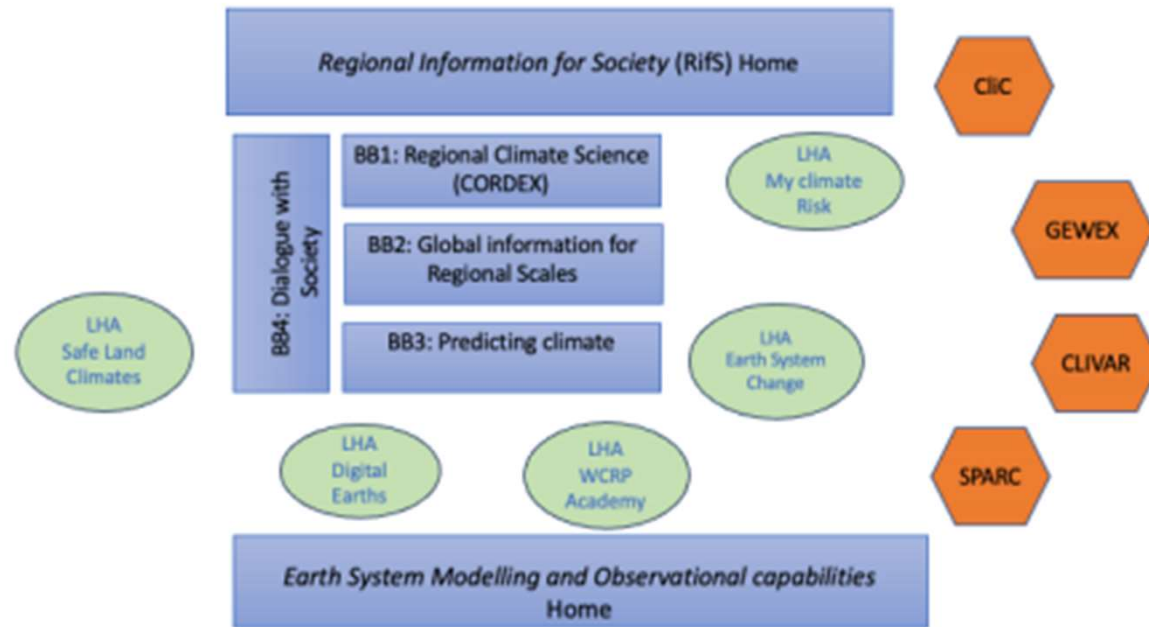 Regional Information for Society (RifS) Home
CliC
BB4: Dialogue with
Society
BB1: Regional Climate Science
(CORDEX)
LHA
My climate
Risk
GEWEX
BB2: Global information for
Regional Scales
LHA
Safe Land
Climates
BB3: Predicting climate
LHA
Earth System
Change
CLIVAR
LHA
Digital
Earths
LHA
WCRP
Academy
SPARC
Earth System Modelling and Observational capabilities
Home